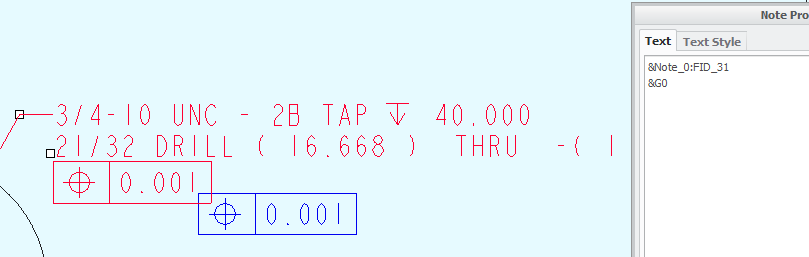 Note Pro
Text Text Style
&Note_0:FID_31
&G0
3/4-10 UNC - 2B TAP ↧ 40.000
21/32 DRILL ( 16.668 ) THRU -( 1
⌖ 0.001
⌖ 0.001